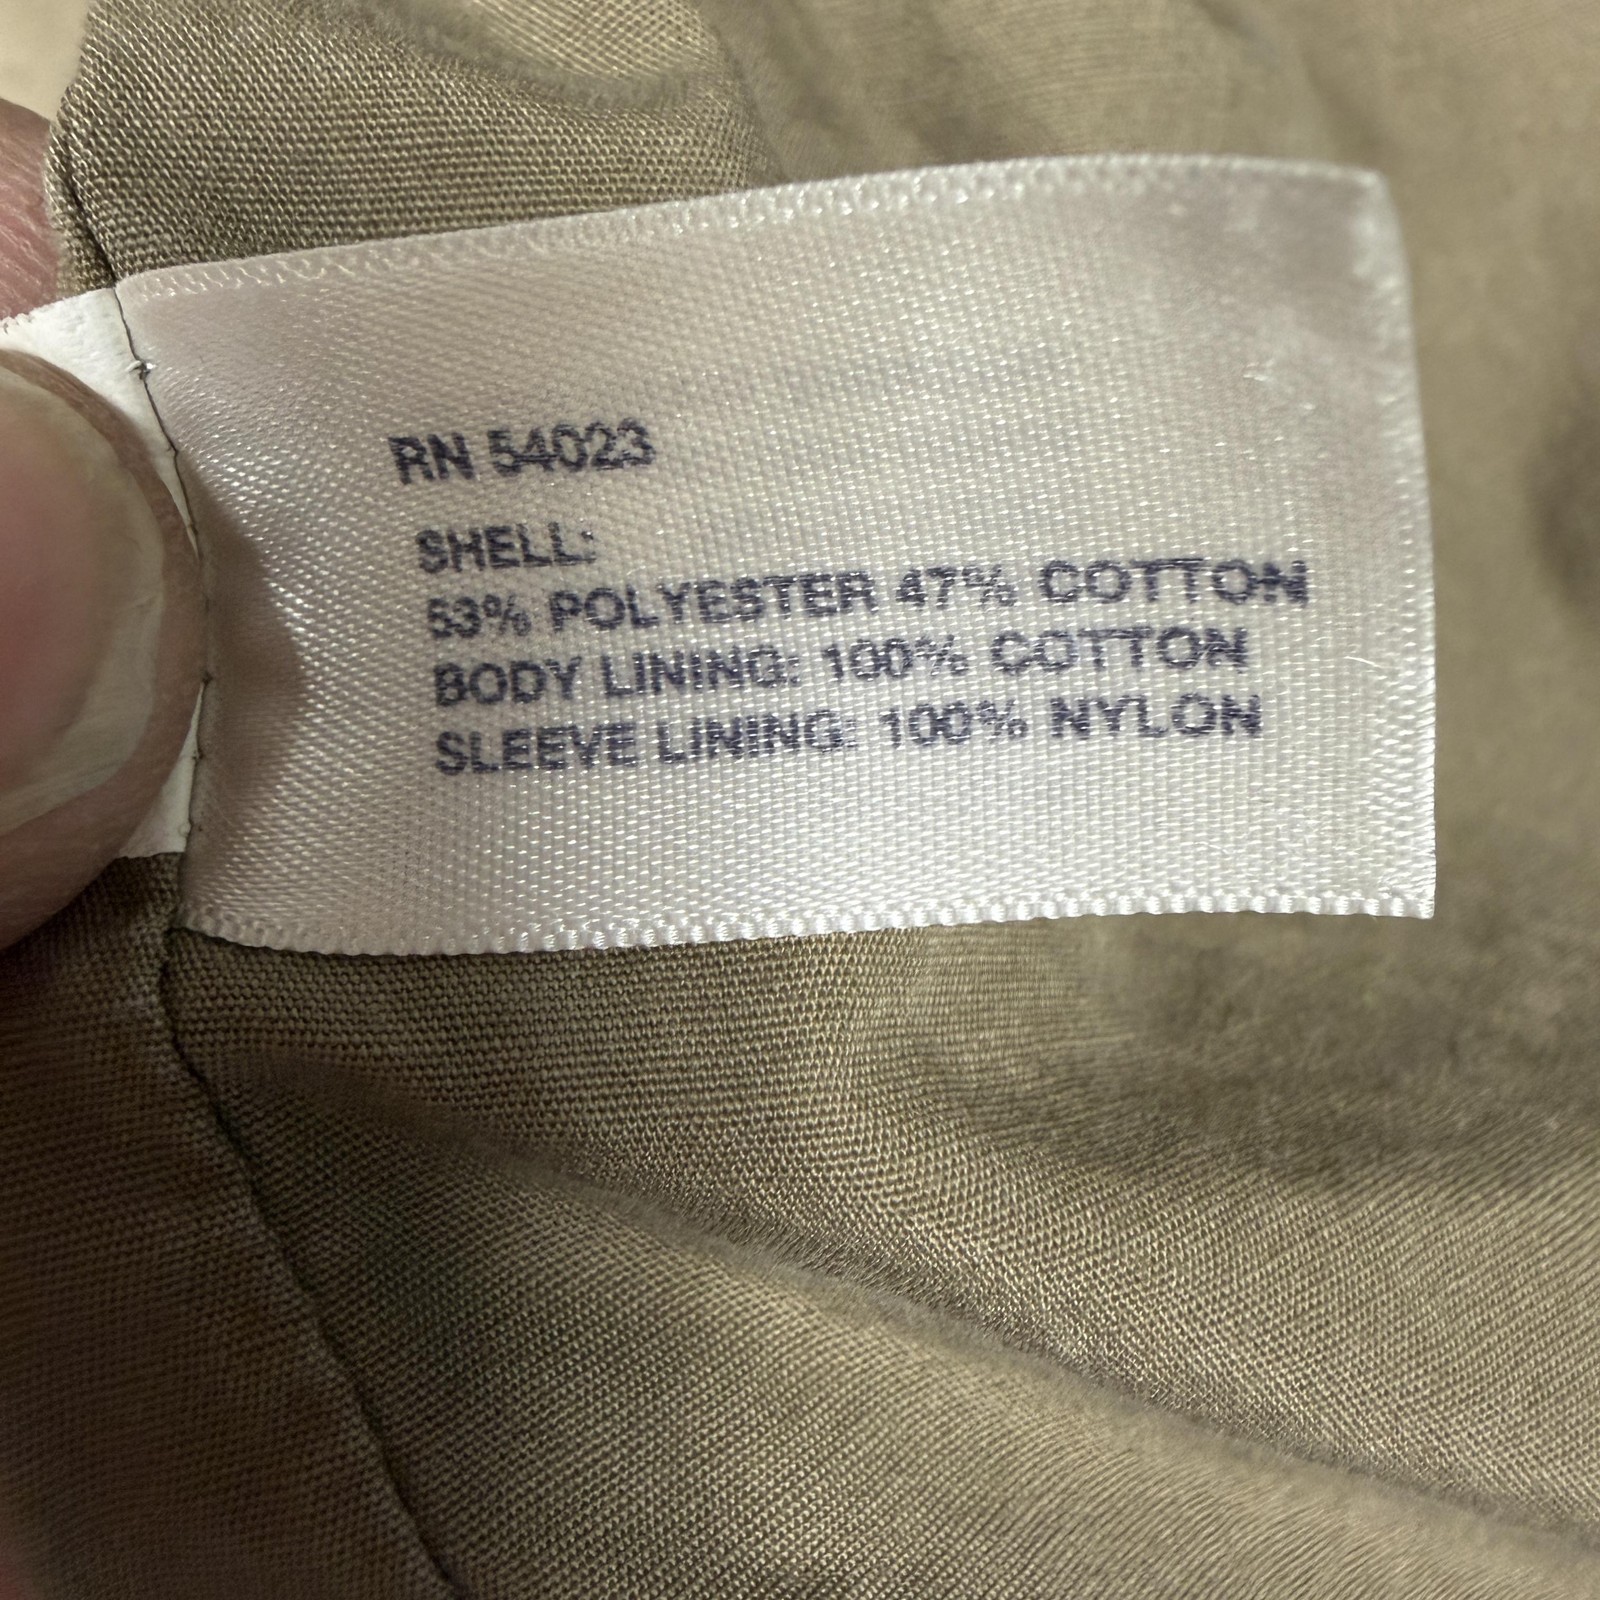 RN 54023
SHELL:
53% POLYESTER 47% COTTON
BODY LINING: 100% COTTON
SLEEVE LINING: 100% NYLON